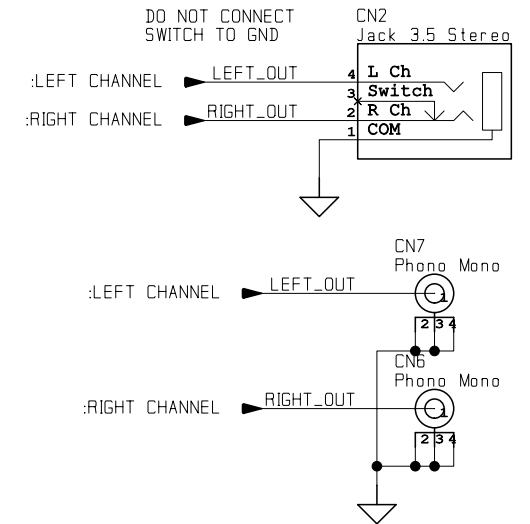 DO NOT CONNECT
SWITCH TO GND
CN2
Jack 3.5 Stereo
:LEFT CHANNEL
LEFT_OUT
4
L Ch
3
Switch
:RIGHT CHANNEL
RIGHT_OUT
2
R Ch
1
COM
CN7
Phono Mono
:LEFT CHANNEL
LEFT_OUT
1
2 3 4
CN6
Phono Mono
:RIGHT CHANNEL
RIGHT_OUT
1
2 3 4